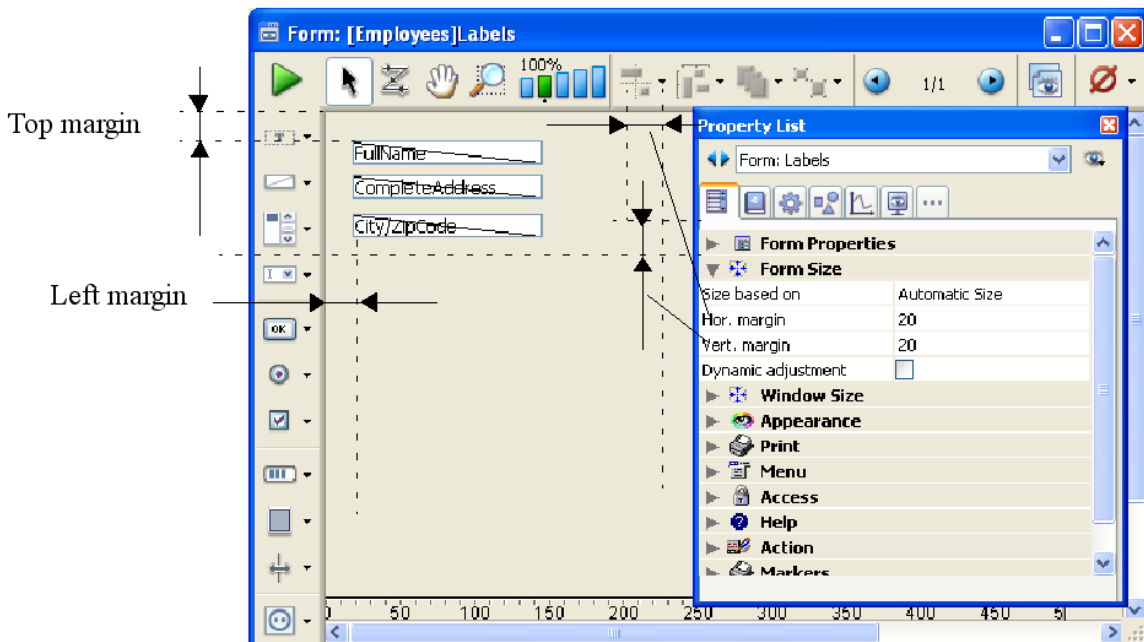 Form: [Employees]Labels
100%
1/1
Top margin
Property List
FullName
Form: Labels
CompleteAddress
City/ZipCode
Form Properties
Form Size
Left margin
Size based on Automatic Size
Hor. margin 20
Vert. margin 20
OK
Dynamic adjustment
Window Size
Appearance
Print
Menu
Access
Help
Action
Markers
0 50 100 150 200 250 300 350 400 450